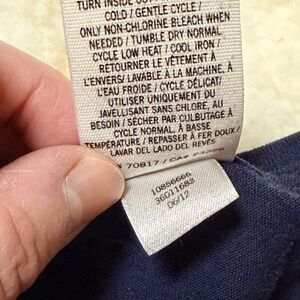 TURN INSIDE OUT
COLD / GENTLE CYCLE /
ONLY NON-CHLORINE BLEACH WHEN
NEEDED / TUMBLE DRY NORMAL
CYCLE LOW HEAT / COOL IRON /
RETOURNER LE VÊTEMENT À
L'ENVERS/ LAVABLE À LA MACHINE, À
L'EAU FROIDE / CYCLE DÉLICAT/
UTILISER UNIQUEMENT DU
JAVELLISANT SANS CHLORE, AU
BESOIN / SÉCHER PAR CULBUTAGE À
CYCLE NORMAL, À BASSE
TEMPÉRATURE / REPASSER À FER DOUX /
LAVAR DEL LADO DEL REVÉS
70817 / CA#
10856666
36011683
06/12